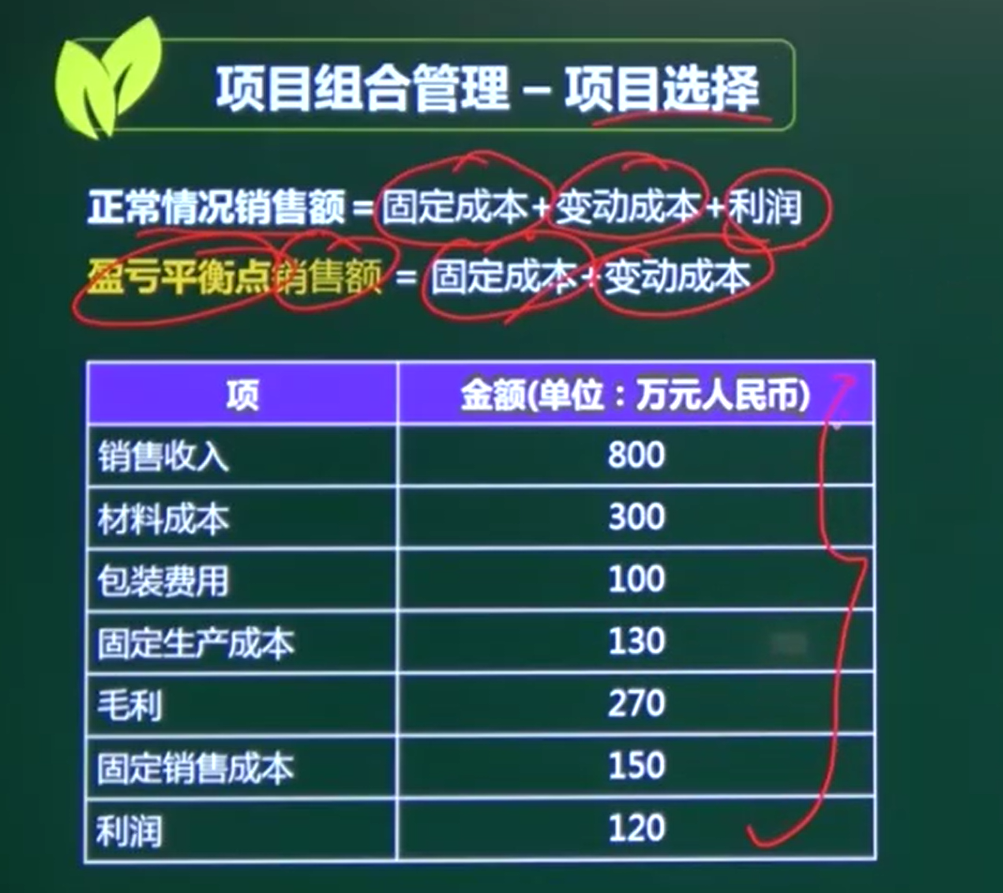 项目组合管理 – 项目选择
正常情况销售额 = 固定成本+变动成本+利润
盈亏平衡点销售额 = 固定成本+变动成本
项 金额(单位：万元人民币)
销售收入 800
材料成本 300
包装费用 100
固定生产成本 130
毛利 270
固定销售成本 150
利润 120